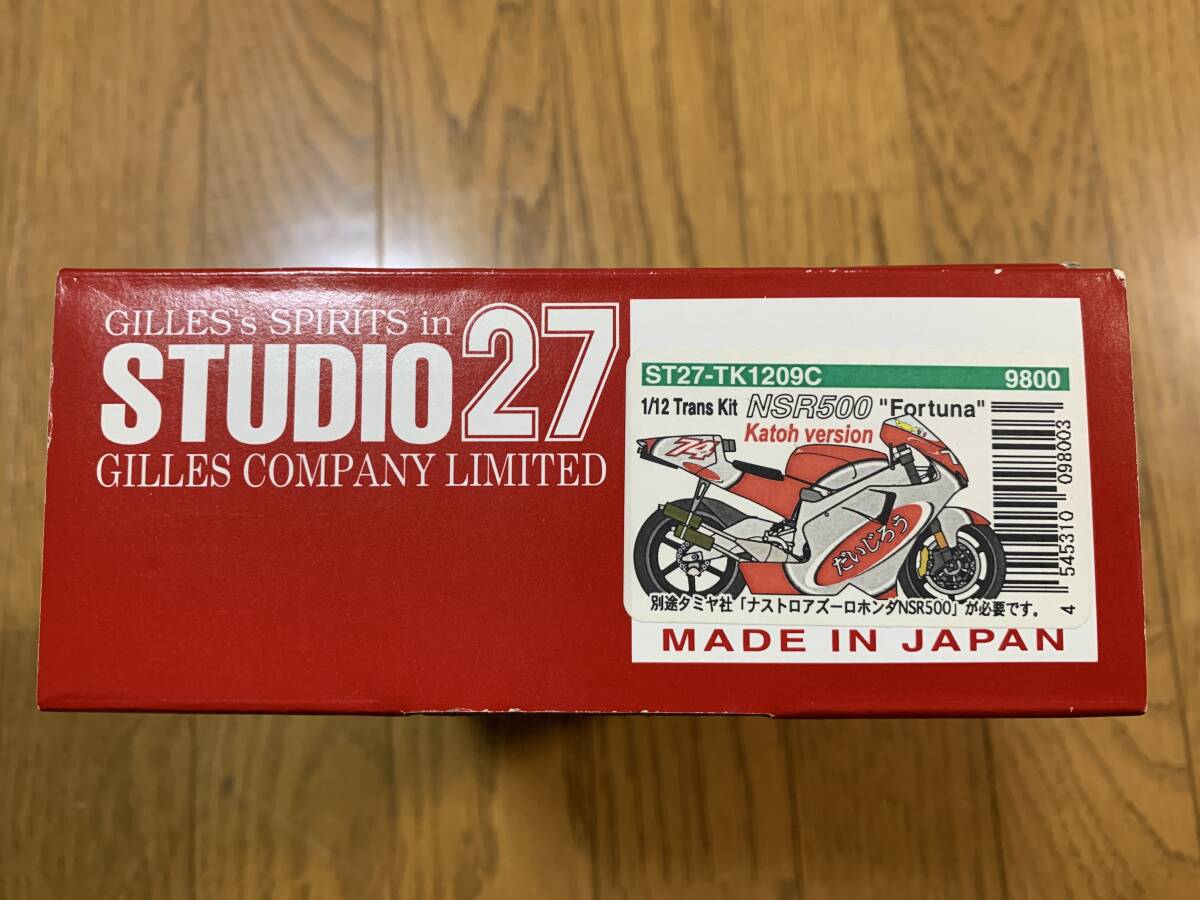 GILLES's SPIRITS in
STUDIO27
GILLES COMPANY LIMITED
ST27-TK1209C 9800
1/12 Trans Kit NSR500 "Fortuna"
Katoh version
74
だいじろう
別途タミヤ社「ナストロアズーロホンダNSR500」が必要です。
4 545310 098003
MADE IN JAPAN